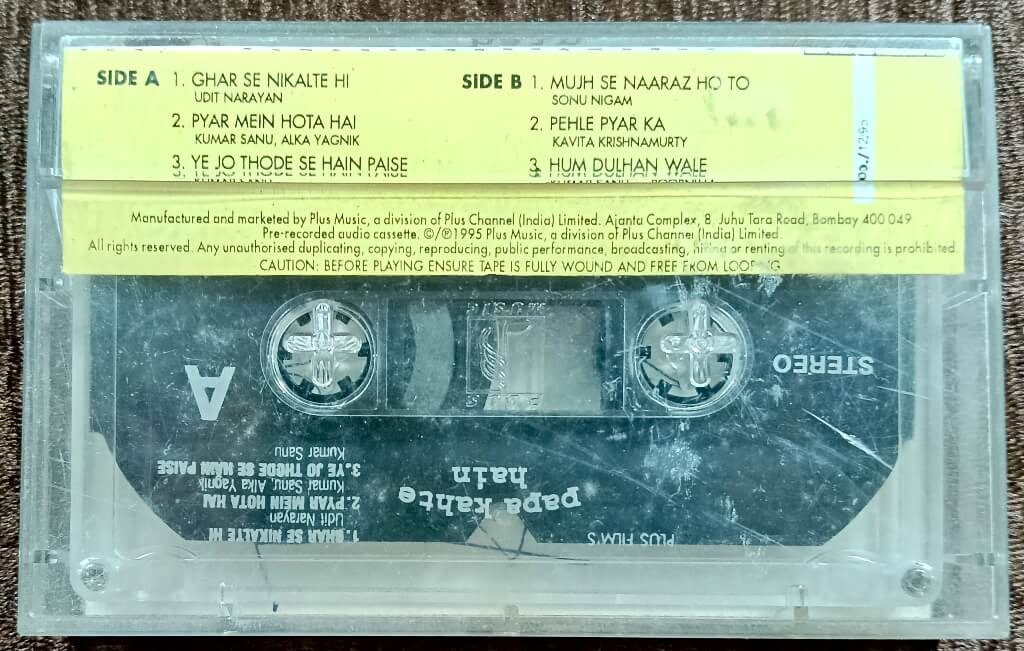 SIDE A 1. GHAR SE NIKALTE HI
UDIT NARAYAN
2. PYAR MEIN HOTA HAI
KUMAR SANU, ALKA YAGNIK
3. YE JO THODE SE HAIN PAISE
KUMAR SANU
SIDE B 1. MUJH SE NAARAZ HO TO
SONU NIGAM
2. PEHLE PYAR KA
KAVITA KRISHNAMURTY
3. HUM DULHAN WALE
Manufactured and marketed by Plus Music, a division of Plus Channel (India) Limited. Ajanta Complex, 8, Juhu Tara Road, Bombay 400 049
Pre-recorded audio cassette. ©/℗1995 Plus Music, a division of Plus Channel (India) Limited.
All rights reserved. Any unauthorised duplicating, copying, reproducing, public performance, broadcasting, hiring or renting of this recording is prohibited
CAUTION: BEFORE PLAYING ENSURE TAPE IS FULLY WOUND AND FREE FROM LOOPING
PLUS FILM'S
papa kahte
hain
1. GHAR SE NIKALTE HI
Udit Narayan
2. PYAR MEIN HOTA HAI
Kumar Sanu, Alka Yagnik
3. YE JO THODE SE HAIN PAISE
Kumar Sanu
STEREO
A
PLUS
MUSIC